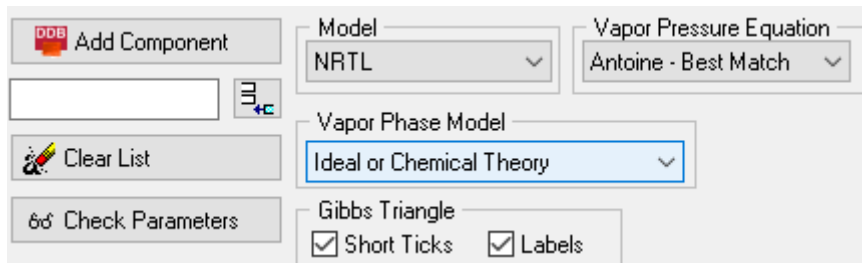 Model
Vapor Pressure Equation
DDB Add Component
NRTL
Antoine - Best Match
Vapor Phase Model
Clear List
Ideal or Chemical Theory
Check Parameters
Gibbs Triangle
Short Ticks
Labels